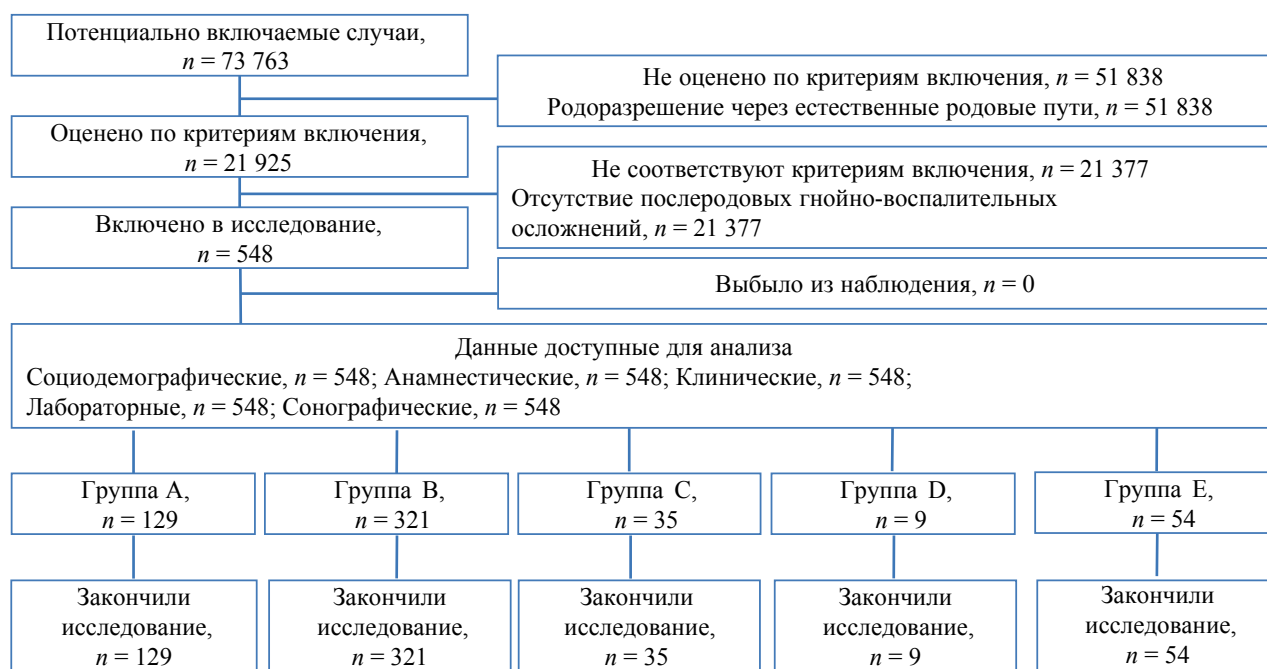 Потенциально включаемые случаи,
n = 73 763
Не оценено по критериям включения, n = 51 838
Родоразрешение через естественные родовые пути, n = 51 838
Оценено по критериям включения,
n = 21 925
Не соответствуют критериям включения, n = 21 377
Отсутствие послеродовых гнойно-воспалительных
осложнений, n = 21 377
Включено в исследование,
n = 548
Выбыло из наблюдения, n = 0
Данные доступные для анализа
Социодемографические, n = 548; Анамнестические, n = 548; Клинические, n = 548;
Лабораторные, n = 548; Сонографические, n = 548
Группа A,
n = 129
Группа B,
n = 321
Группа C,
n = 35
Группа D,
n = 9
Группа E,
n = 54
Закончили
исследование,
n = 129
Закончили
исследование,
n = 321
Закончили
исследование,
n = 35
Закончили
исследование,
n = 9
Закончили
исследование,
n = 54